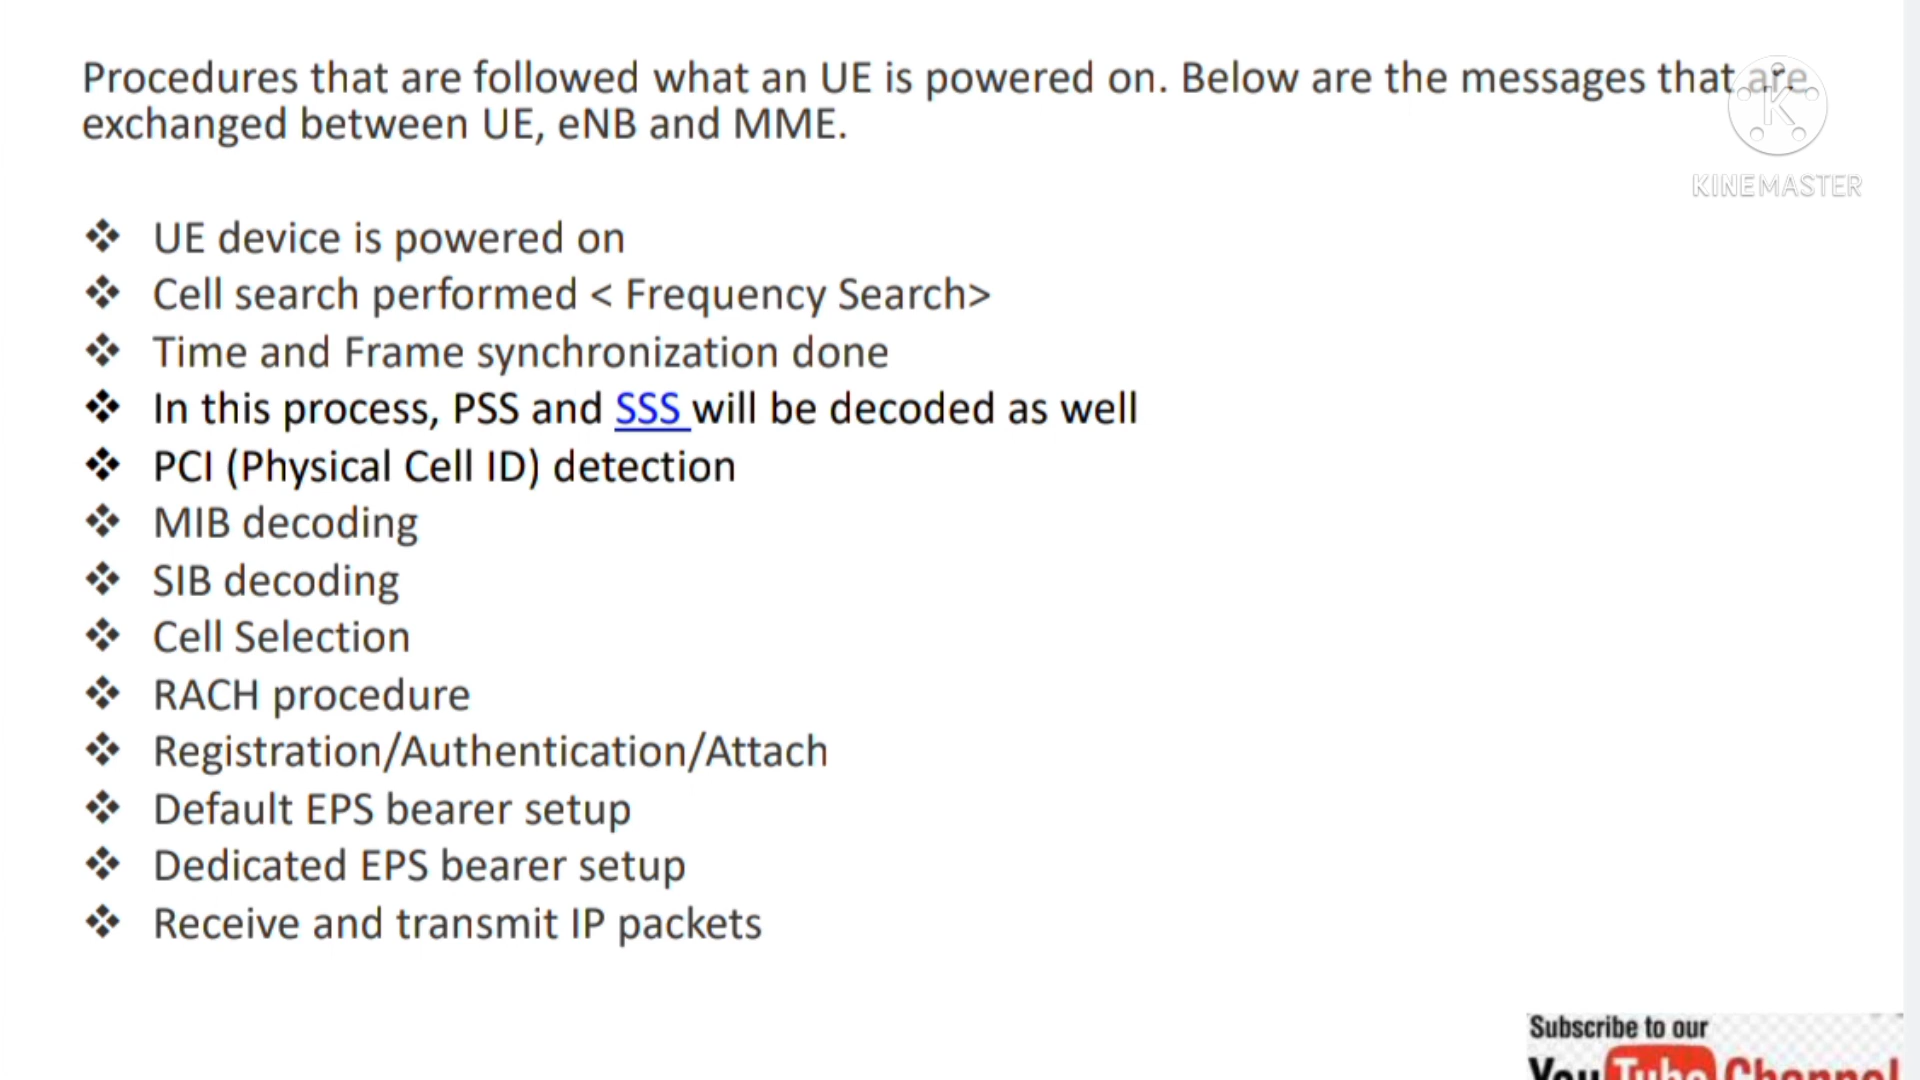 Procedures that are followed what an UE is powered on. Below are the messages that are
exchanged between UE, eNB and MME.
KINEMASTER
❖ UE device is powered on
❖ Cell search performed < Frequency Search>
❖ Time and Frame synchronization done
❖ In this process, PSS and SSS will be decoded as well
❖ PCI (Physical Cell ID) detection
❖ MIB decoding
❖ SIB decoding
❖ Cell Selection
❖ RACH procedure
❖ Registration/Authentication/Attach
❖ Default EPS bearer setup
❖ Dedicated EPS bearer setup
❖ Receive and transmit IP packets
Subscribe to our
YouTube Channel